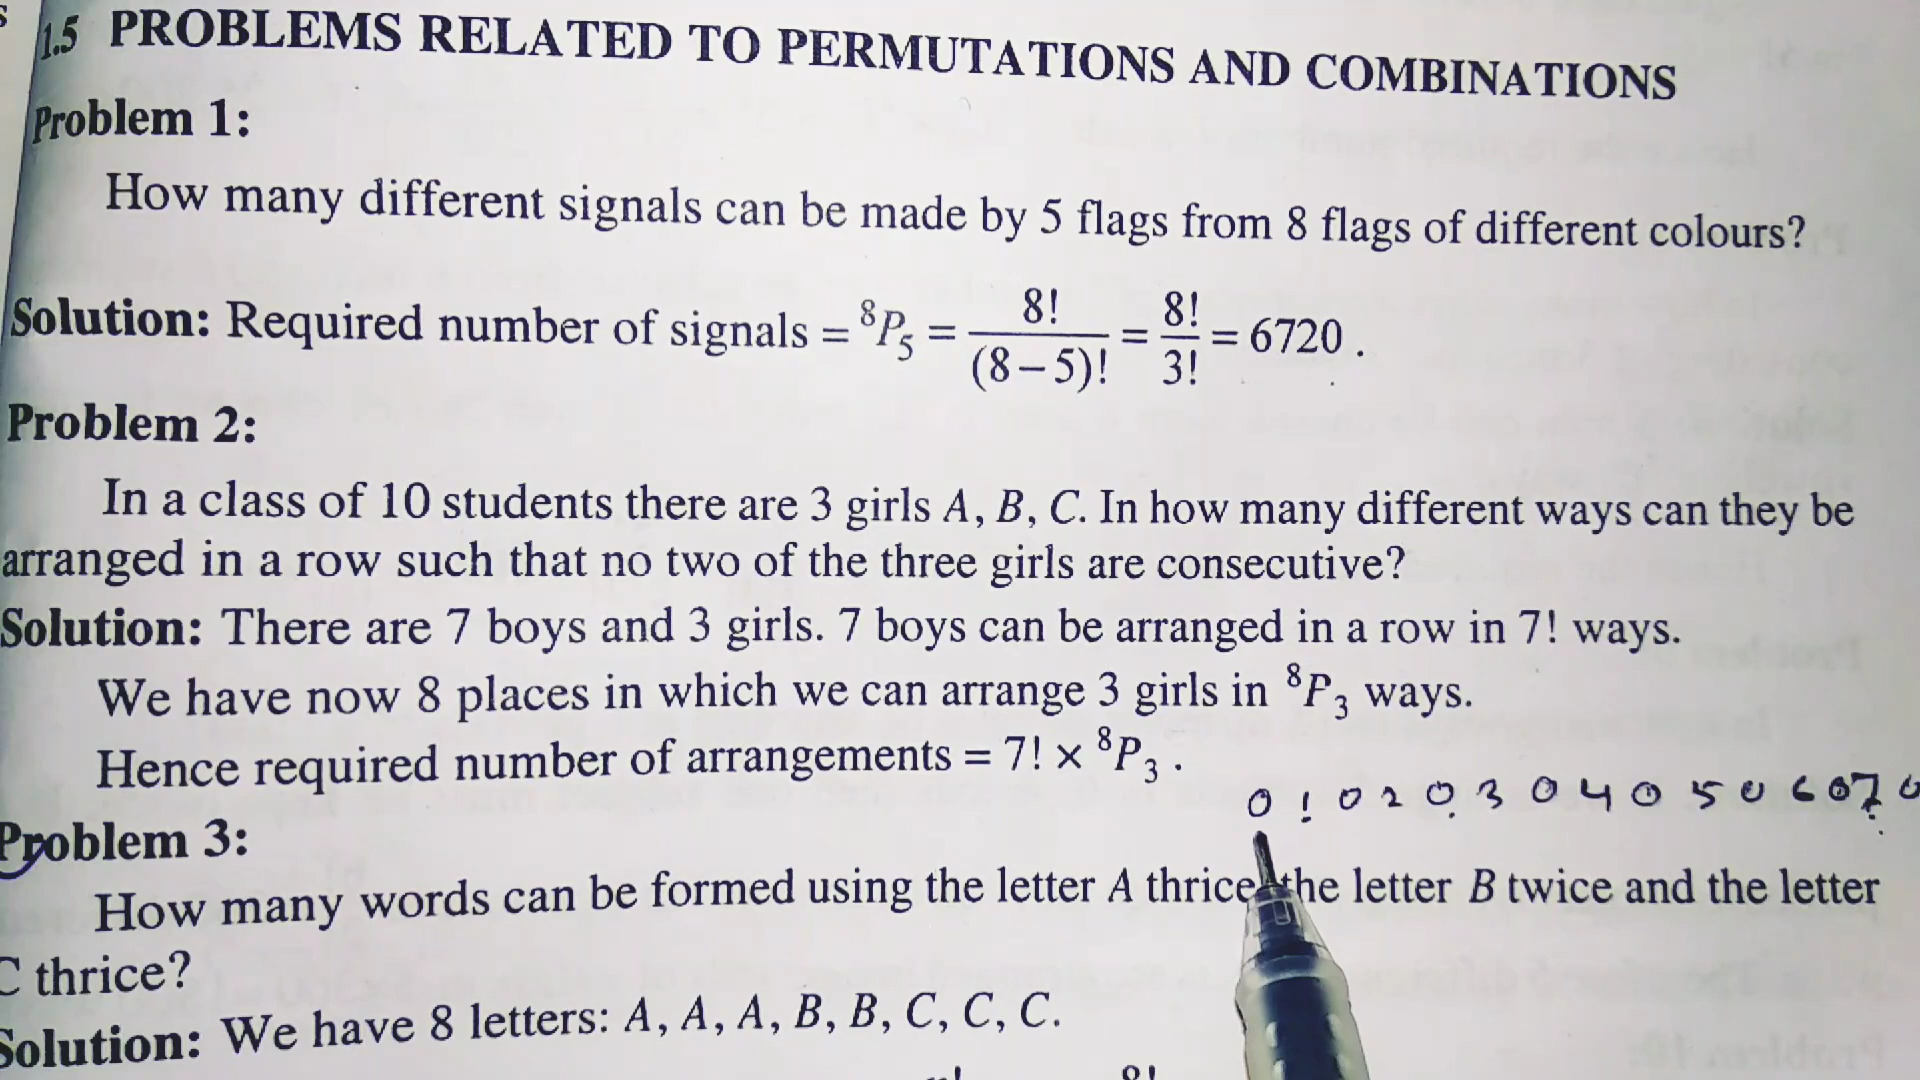 1.5 PROBLEMS RELATED TO PERMUTATIONS AND COMBINATIONS
Problem 1:
How many different signals can be made by 5 flags from 8 flags of different colours?
Solution: Required number of signals = ⁸P₅ = 8!/(8 – 5)! = 8!/3! = 6720 .
Problem 2:
In a class of 10 students there are 3 girls A, B, C. In how many different ways can they be
arranged in a row such that no two of the three girls are consecutive?
Solution: There are 7 boys and 3 girls. 7 boys can be arranged in a row in 7! ways.
We have now 8 places in which we can arrange 3 girls in ⁸P₃ ways.
Hence required number of arrangements = 7! × ⁸P₃ .
0 1 0 2 0 3 0 4 0 5 0 6 0 7 0
Problem 3:
How many words can be formed using the letter A thrice, the letter B twice and the letter
C thrice?
Solution: We have 8 letters: A, A, A, B, B, C, C, C.